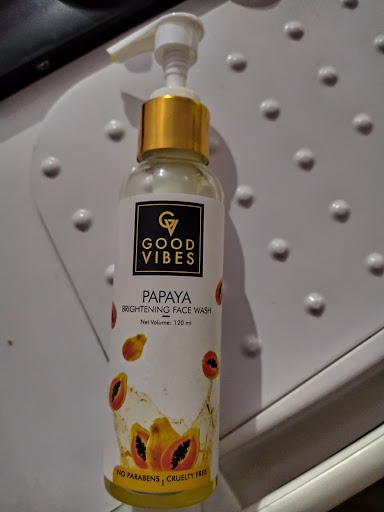 GV
GOOD
VIBES
PAPAYA
BRIGHTENING FACE WASH
Net Volume: 120 ml
NO PARABENS | CRUELTY FREE